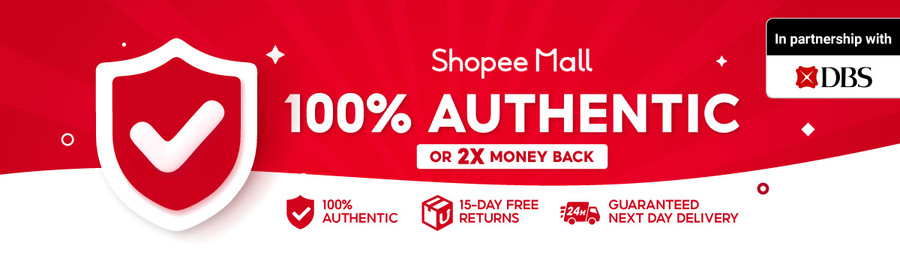 In partnership with
DBS
Shopee Mall
100% AUTHENTIC
OR 2X MONEY BACK
100%
AUTHENTIC
15-DAY FREE
RETURNS
24H
GUARANTEED
NEXT DAY DELIVERY